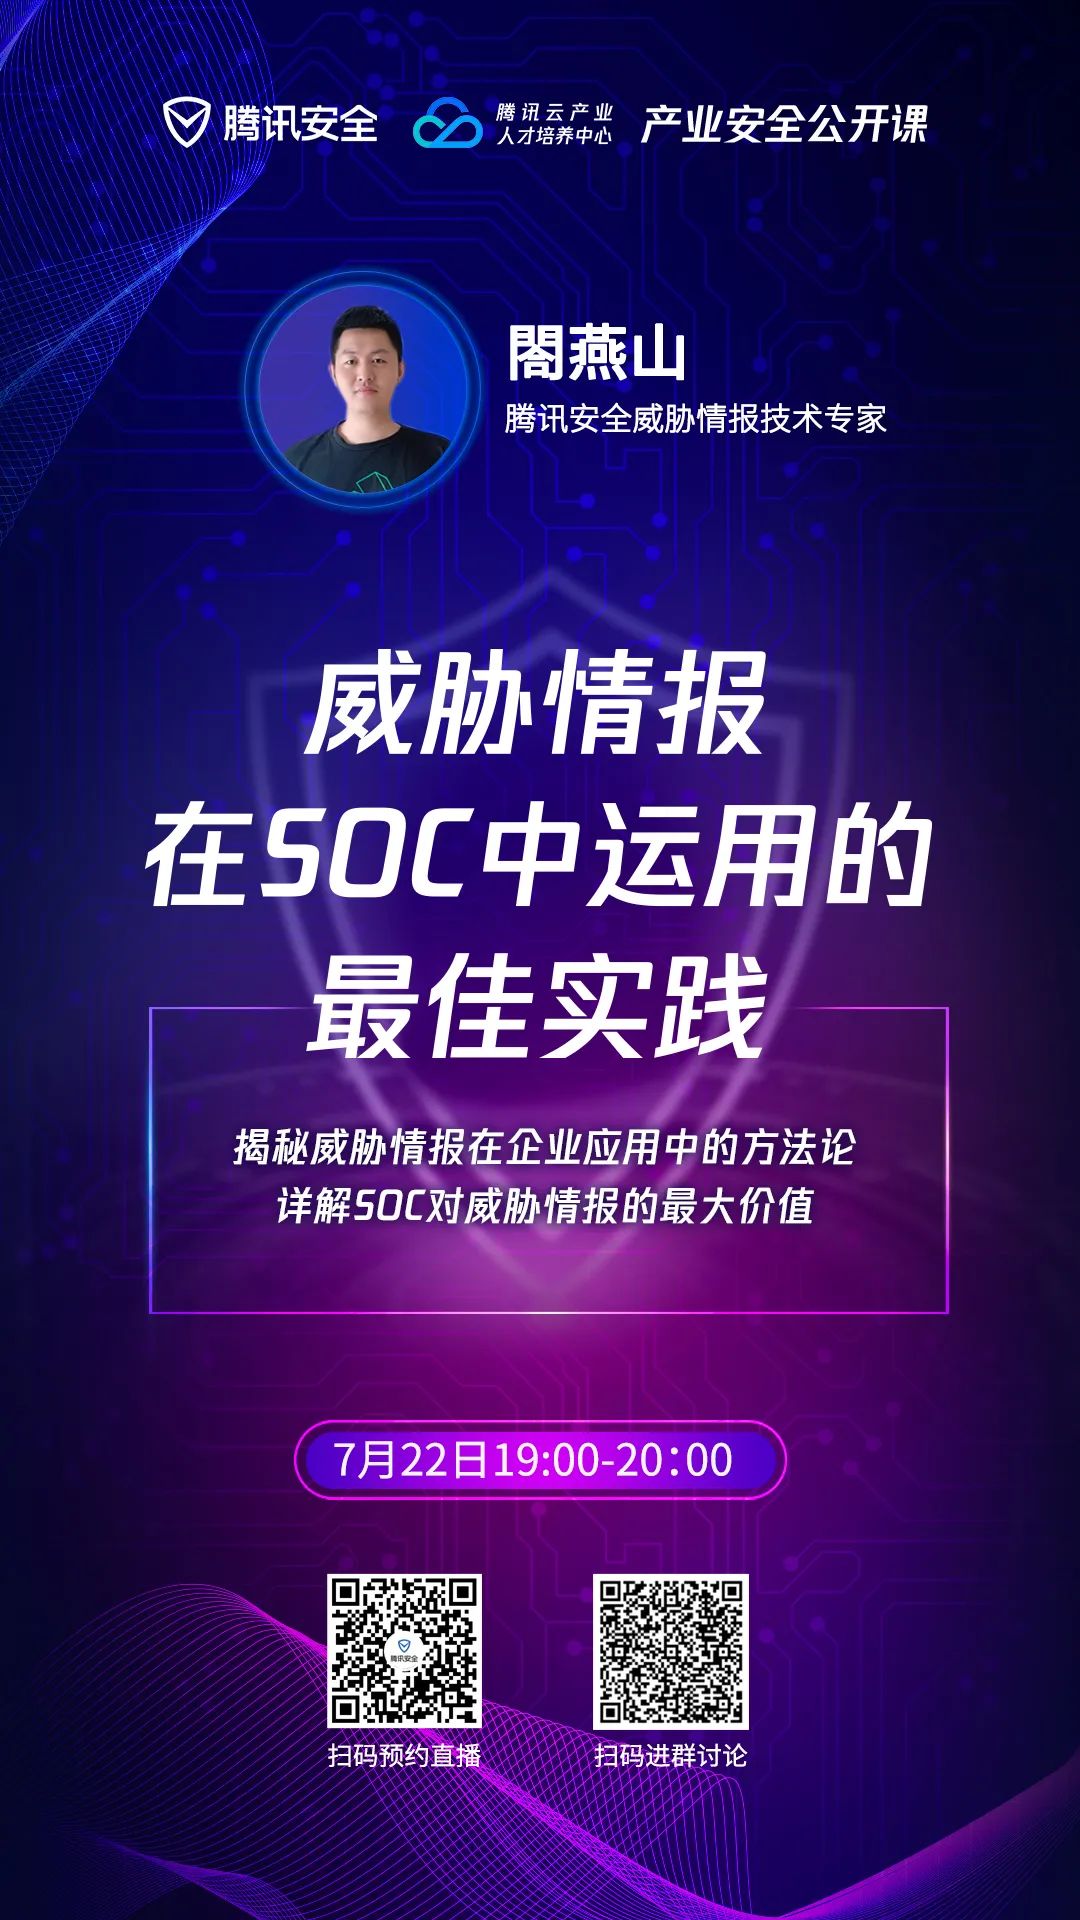 腾讯安全
腾讯云产业
人才培养中心
产业安全公开课
閤燕山
腾讯安全威胁情报技术专家
威胁情报
在SOC中运用的
最佳实践
揭秘威胁情报在企业应用中的方法论
详解SOC对威胁情报的最大价值
7月22日19:00-20:00
腾讯安全
扫码预约直播
扫码进群讨论